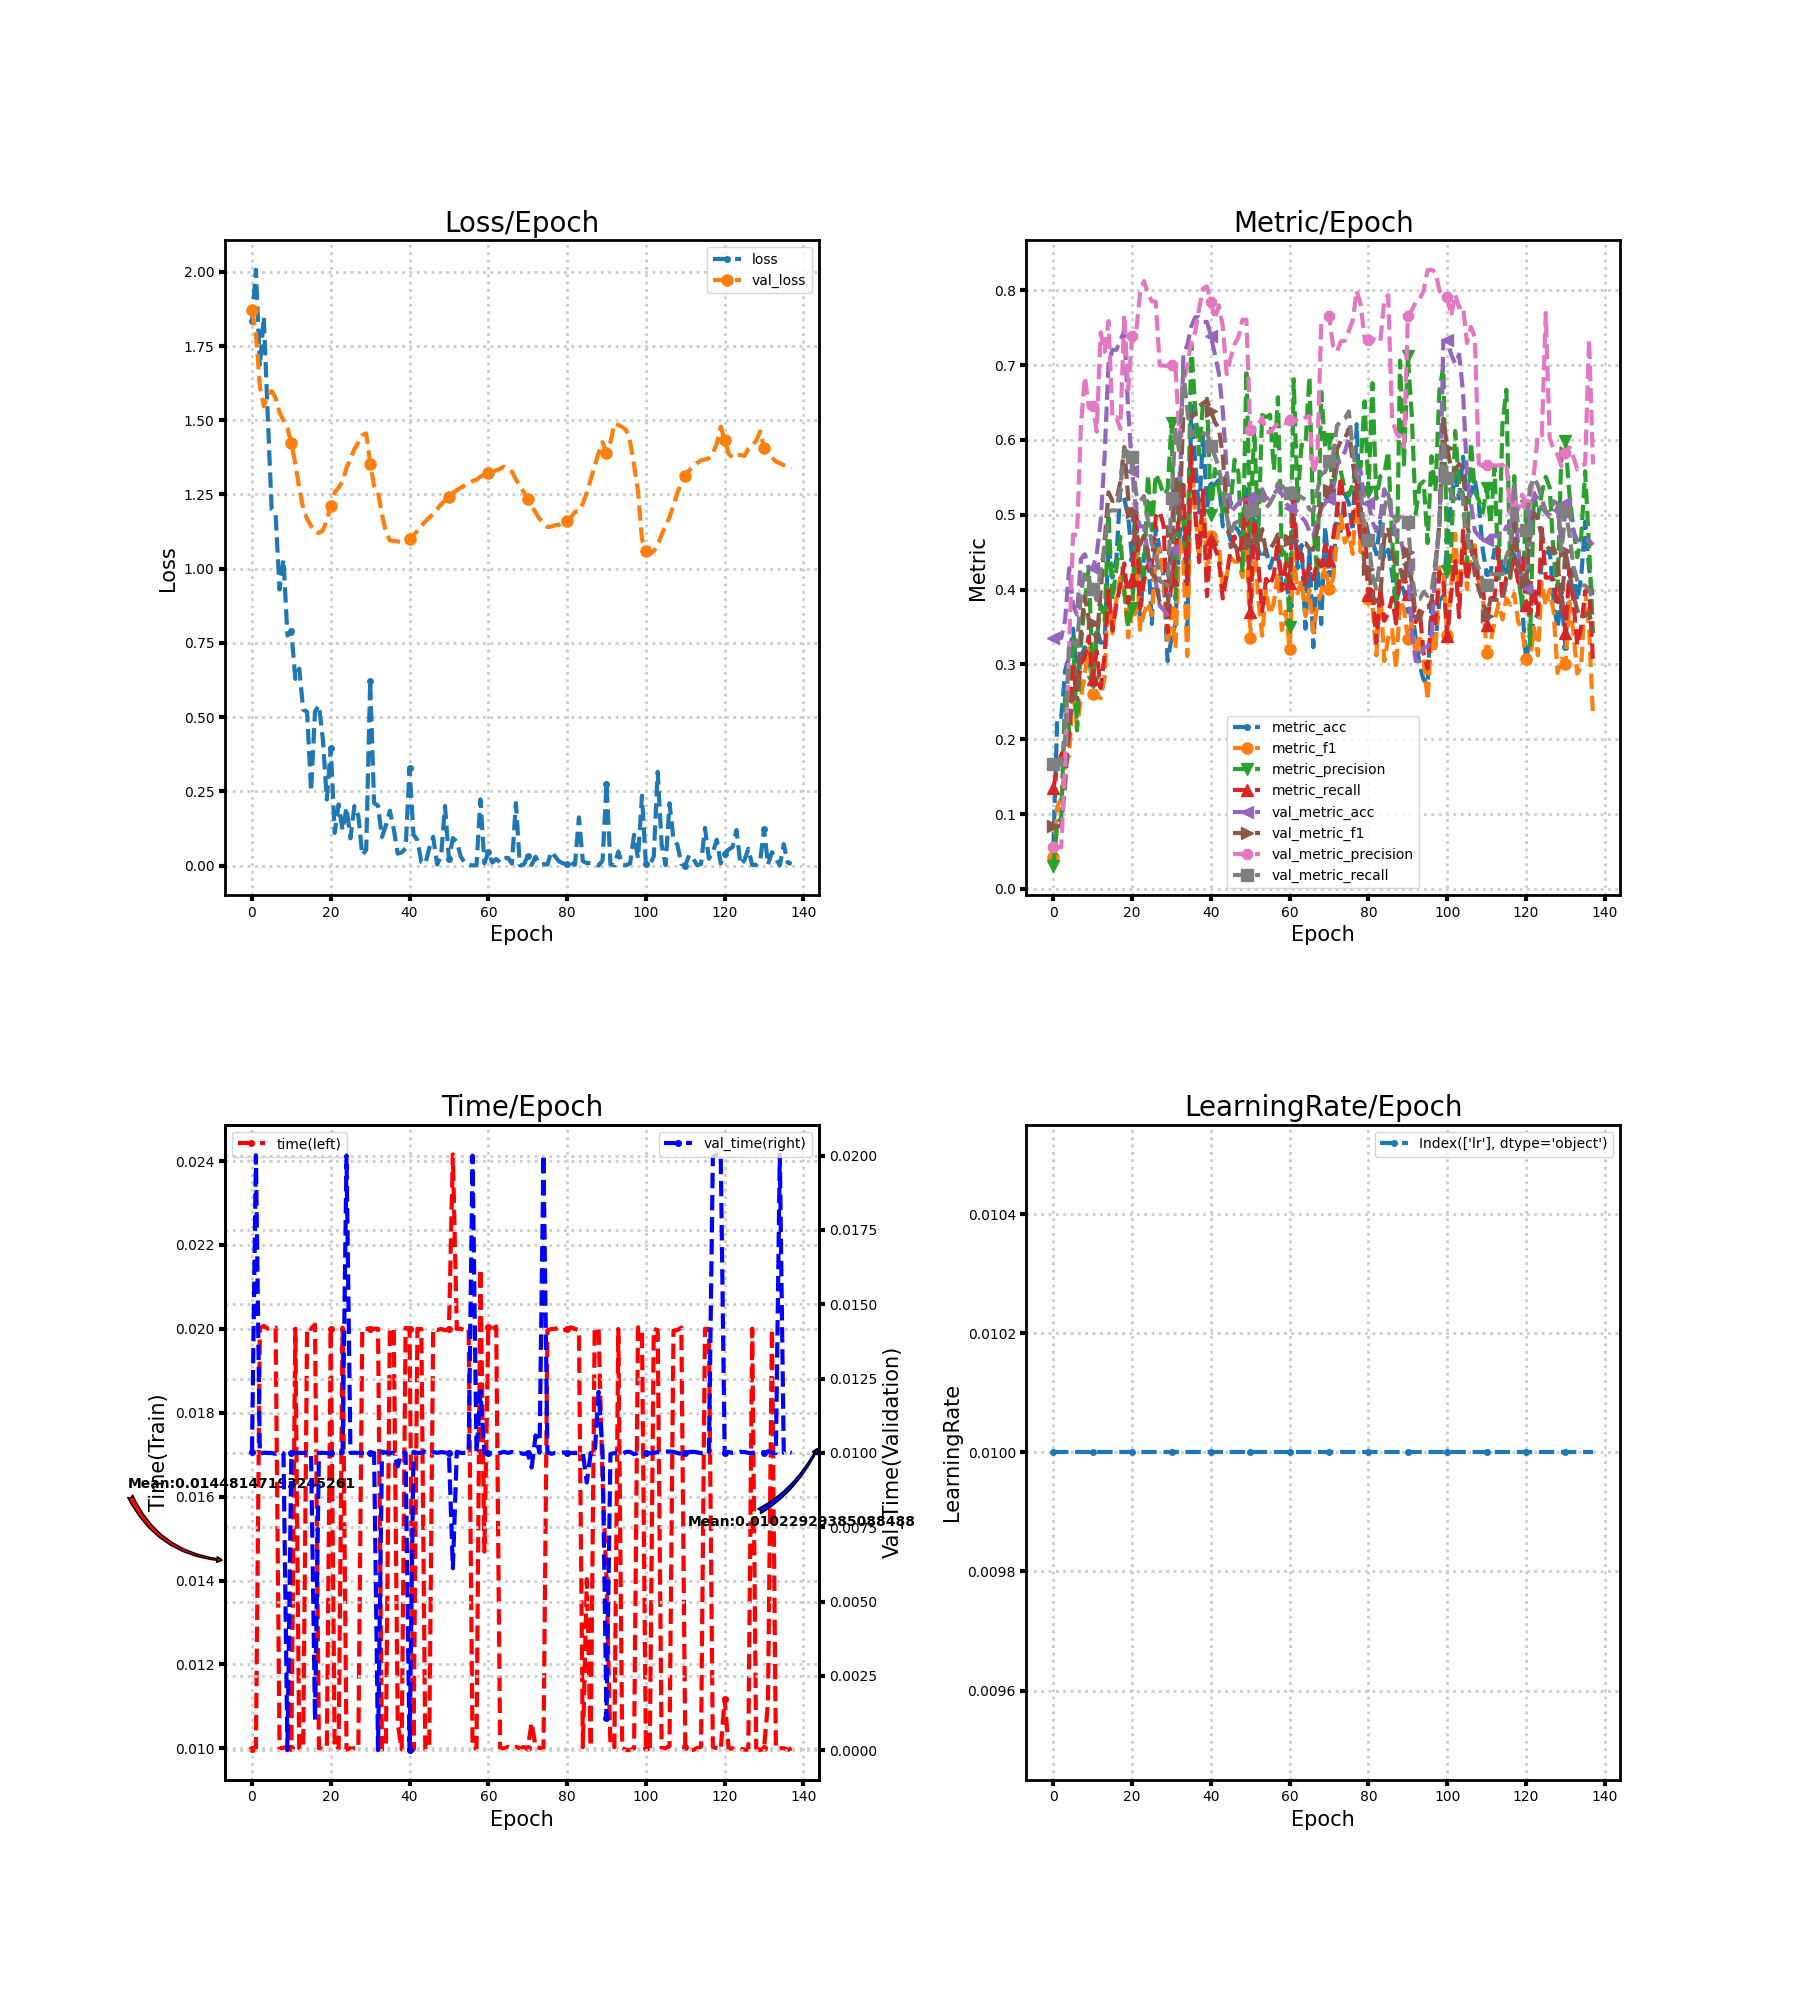 Loss/Epoch
2.00
1.75
1.50
1.25
1.00
0.75
0.50
0.25
0.00
Loss
0 20 40 60 80 100 120 140
Epoch
loss
val_loss
Metric/Epoch
0.8
0.7
0.6
0.5
0.4
0.3
0.2
0.1
0.0
Metric
0 20 40 60 80 100 120 140
Epoch
metric_acc
metric_f1
metric_precision
metric_recall
val_metric_acc
val_metric_f1
val_metric_precision
val_metric_recall
Time/Epoch
time(left)
val_time(right)
0.024
0.022
0.020
0.018
0.016
0.014
0.012
0.010
Time(Train)
Mean:0.01448147193245261
0.0200
0.0175
0.0150
0.0125
0.0100
0.0075
0.0050
0.0025
0.0000
Val_Time(Validation)
Mean:0.01022929385088488
0 20 40 60 80 100 120 140
Epoch
LearningRate/Epoch
Index(['lr'], dtype='object')
0.0104
0.0102
0.0100
0.0098
0.0096
LearningRate
0 20 40 60 80 100 120 140
Epoch